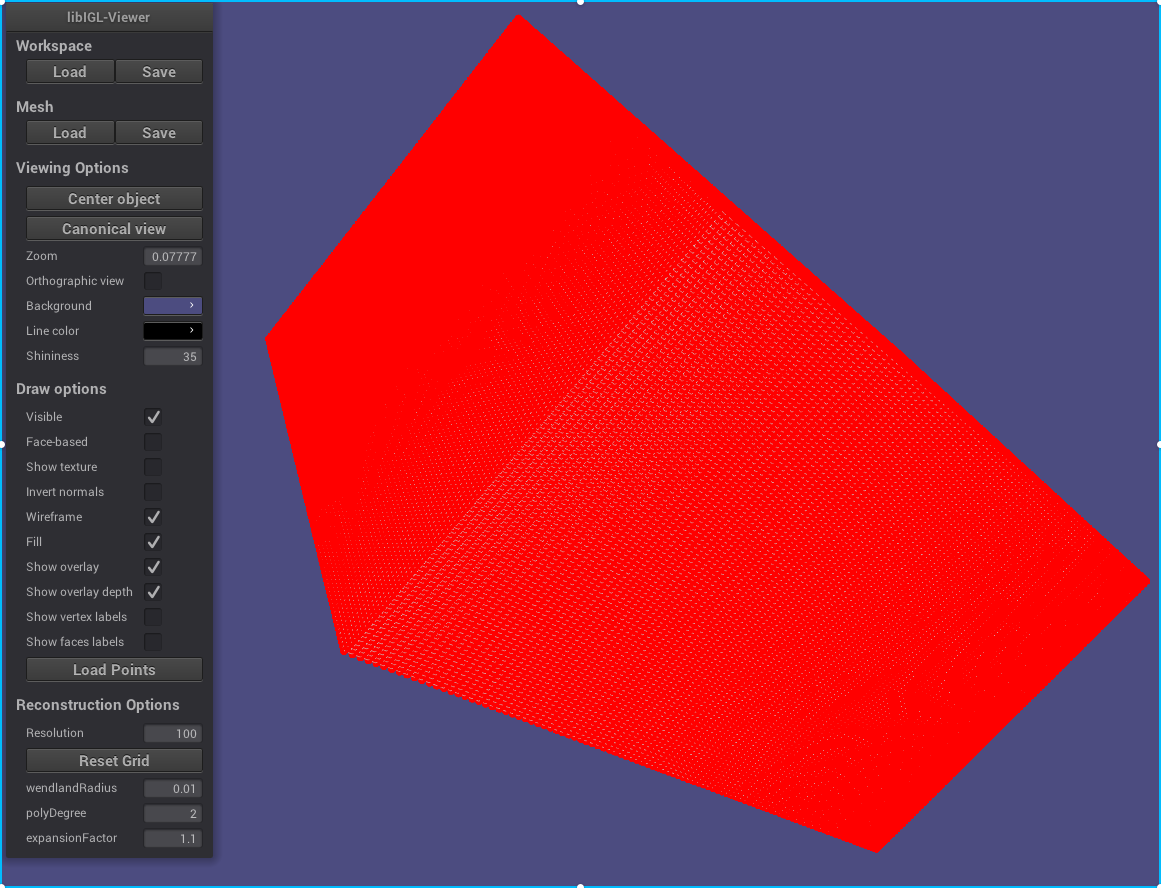 libIGL-Viewer
Workspace
Load Save
Mesh
Load Save
Viewing Options
Center object
Canonical view
Zoom 0.07777
Orthographic view
Background
Line color
Shininess 35
Draw options
Visible
Face-based
Show texture
Invert normals
Wireframe
Fill
Show overlay
Show overlay depth
Show vertex labels
Show faces labels
Load Points
Reconstruction Options
Resolution 100
Reset Grid
wendlandRadius 0.01
polyDegree 2
expansionFactor 1.1